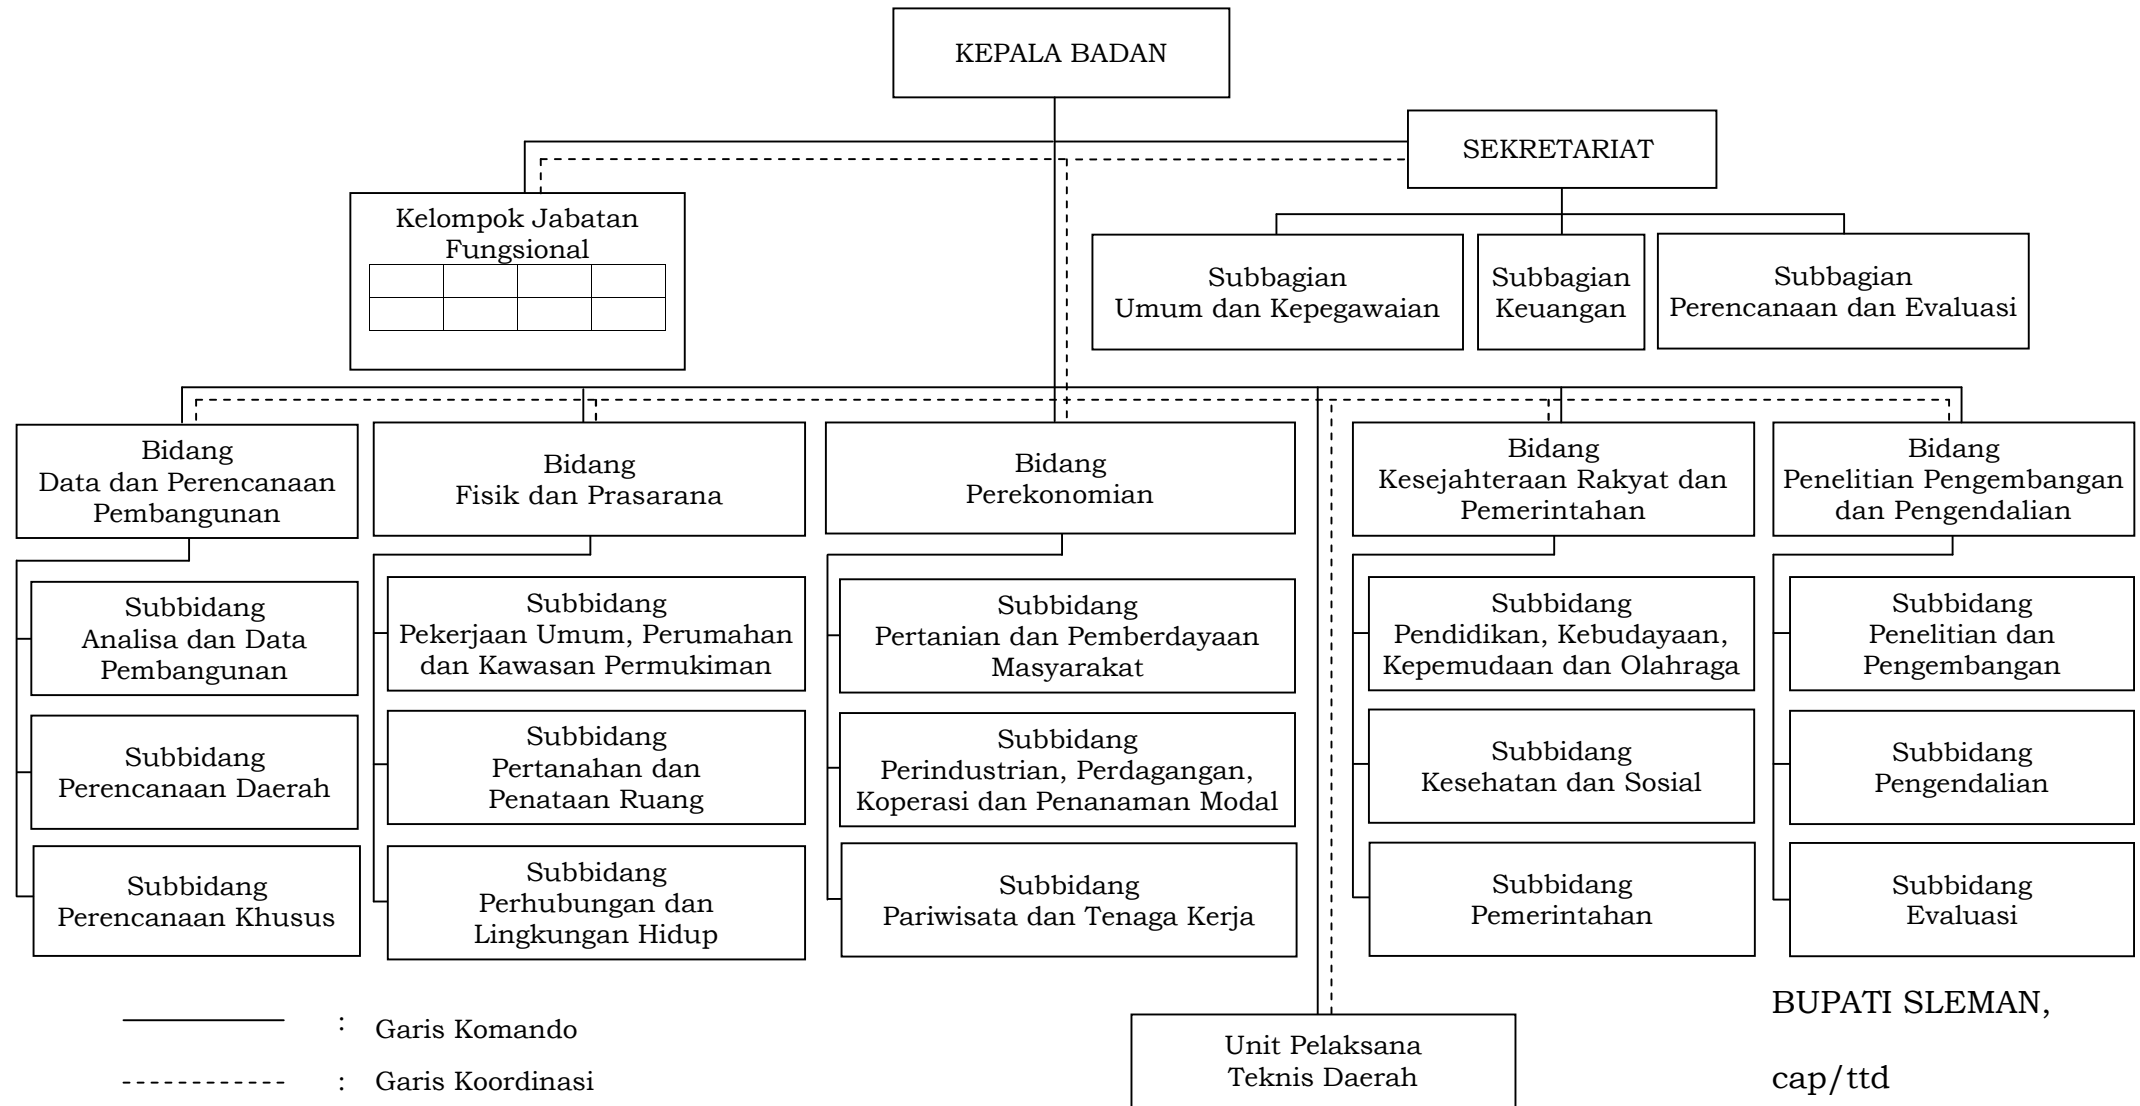 KEPALA BADAN
SEKRETARIAT
Kelompok Jabatan
Fungsional
Subbagian
Umum dan Kepegawaian
Subbagian
Keuangan
Subbagian
Perencanaan dan Evaluasi
Bidang
Data dan Perencanaan
Pembangunan
Bidang
Fisik dan Prasarana
Bidang
Perekonomian
Bidang
Kesejahteraan Rakyat dan
Pemerintahan
Bidang
Penelitian Pengembangan
dan Pengendalian
Subbidang
Analisa dan Data
Pembangunan
Subbidang
Perencanaan Daerah
Subbidang
Perencanaan Khusus
Subbidang
Pekerjaan Umum, Perumahan
dan Kawasan Permukiman
Subbidang
Pertanahan dan
Penataan Ruang
Subbidang
Perhubungan dan
Lingkungan Hidup
Subbidang
Pertanian dan Pemberdayaan
Masyarakat
Subbidang
Perindustrian, Perdagangan,
Koperasi dan Penanaman Modal
Subbidang
Pariwisata dan Tenaga Kerja
Subbidang
Pendidikan, Kebudayaan,
Kepemudaan dan Olahraga
Subbidang
Kesehatan dan Sosial
Subbidang
Pemerintahan
Subbidang
Penelitian dan
Pengembangan
Subbidang
Pengendalian
Subbidang
Evaluasi
: Garis Komando
: Garis Koordinasi
Unit Pelaksana
Teknis Daerah
BUPATI SLEMAN,
cap/ttd